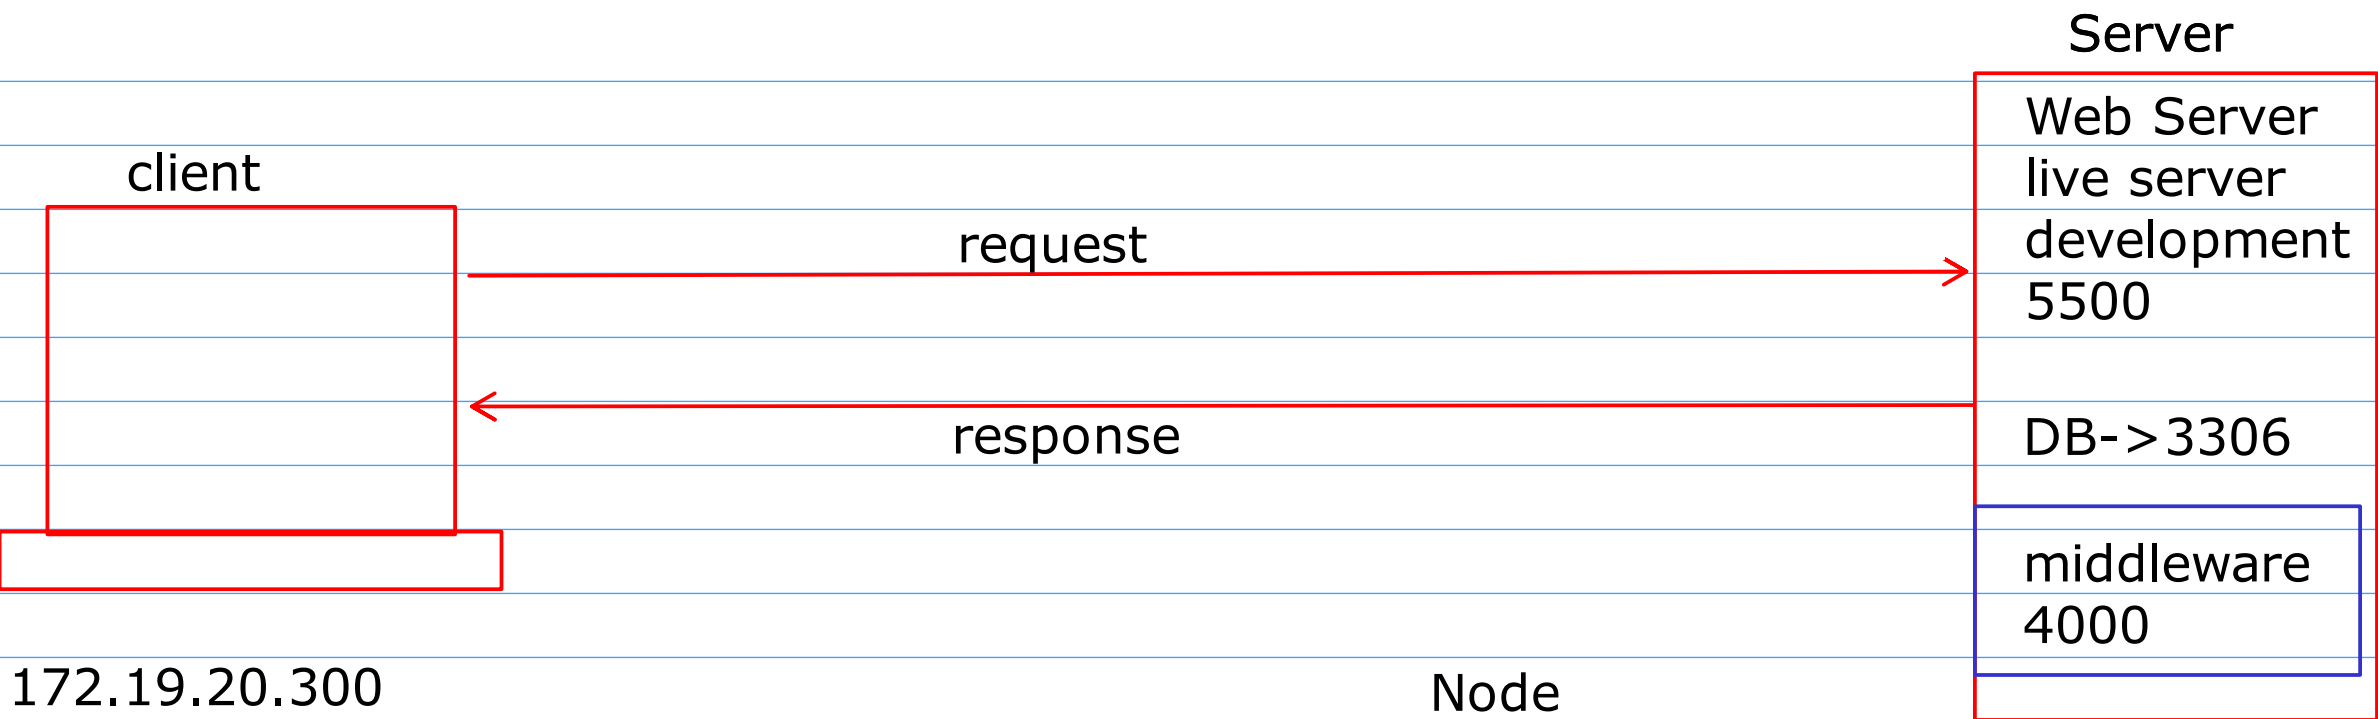 Server
Web Server
live server
development
5500
client
request
response
DB->3306
middleware
4000
172.19.20.300
Node